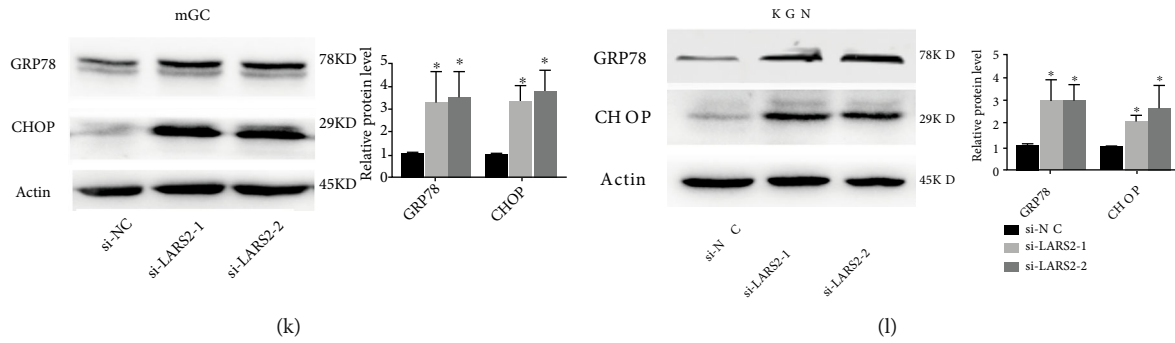 mGC
GRP78
78KD
CHOP
29KD
Actin
45KD
si-NC
si-LARS2-1
si-LARS2-2
Relative protein level
5
4
3
2
1
0
*
*
*
*
GRP78
CHOP
(k)
K G N
GRP78
78K D
CH OP
29K D
Actin
45K D
si-N C
si-LARS2-1
si-LARS2-2
Relative protein level
5
4
3
2
1
0
*
*
*
*
GRP78
CH OP
si-N C
si-LARS2-1
si-LARS2-2
(l)